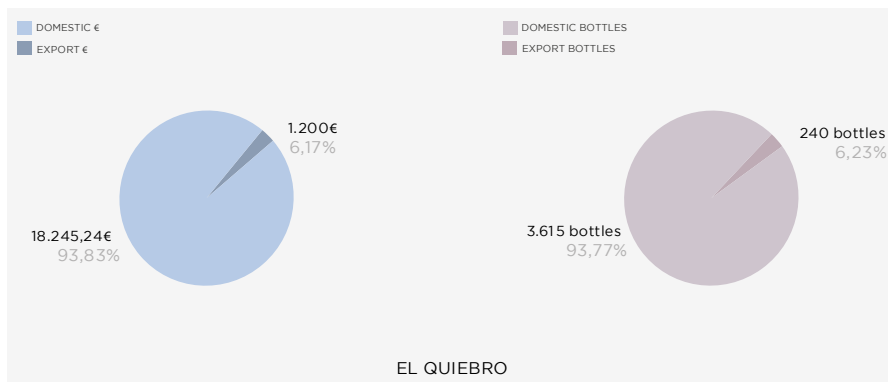 DOMESTIC €
EXPORT €
1.200€
6,17%
18.245,24€
93,83%
DOMESTIC BOTTLES
EXPORT BOTTLES
240 bottles
6,23%
3.615 bottles
93,77%
EL QUIEBRO